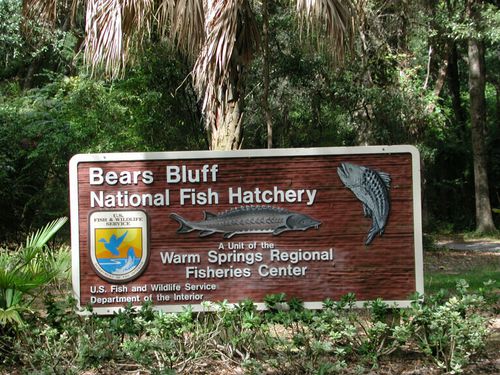 Bears Bluff
National Fish Hatchery
U.S.
FISH & WILDLIFE
SERVICE
A Unit of the
Warm Springs Regional
Fisheries Center
U.S. Fish and Wildlife Service
Department of the Interior